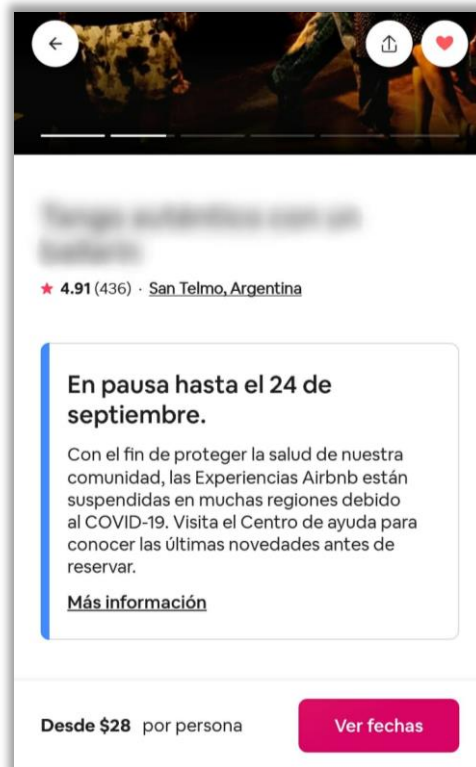 ★ 4.91 (436) · San Telmo, Argentina
En pausa hasta el 24 de
septiembre.
Con el fin de proteger la salud de nuestra
comunidad, las Experiencias Airbnb están
suspendidas en muchas regiones debido
al COVID-19. Visita el Centro de ayuda para
conocer las últimas novedades antes de
reservar.
Más información
Desde $28 por persona
Ver fechas